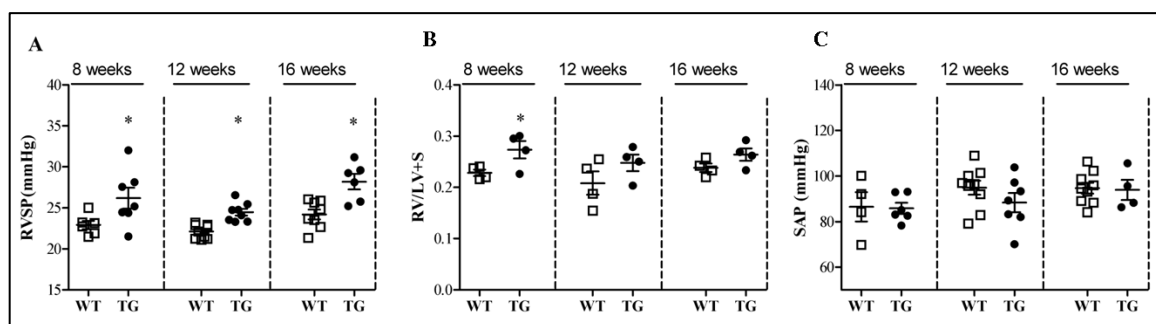 A
8 weeks 12 weeks 16 weeks
*
*
*
RVSP (mmHg)
40
35
30
25
20
15
WT TG WT TG WT TG
B
8 weeks 12 weeks 16 weeks
*
RV/LV+S
0.4
0.3
0.2
0.1
0.0
WT TG WT TG WT TG
C
8 weeks 12 weeks 16 weeks
SAP (mmHg)
140
120
100
80
60
WT TG WT TG WT TG